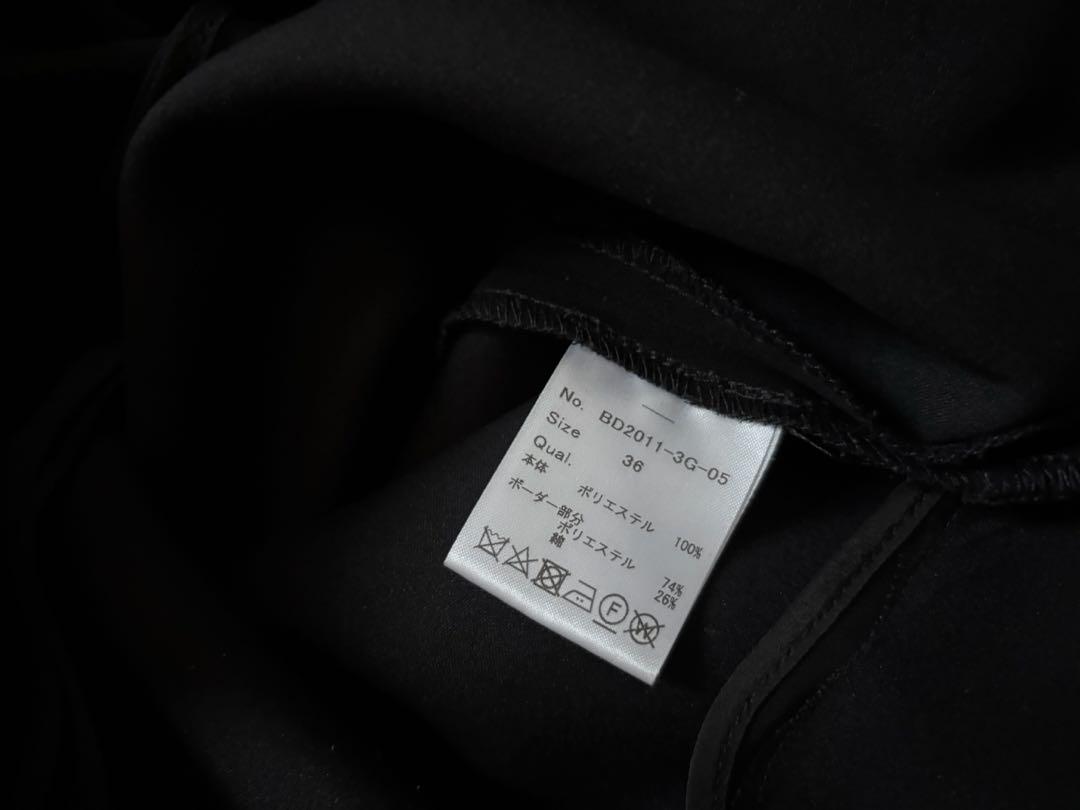 No. BD2011-3G-05
Size 36
Qual.
本体
ポリエステル 100%
ボーダー部分
ポリエステル 74%
綿 26%
F
W